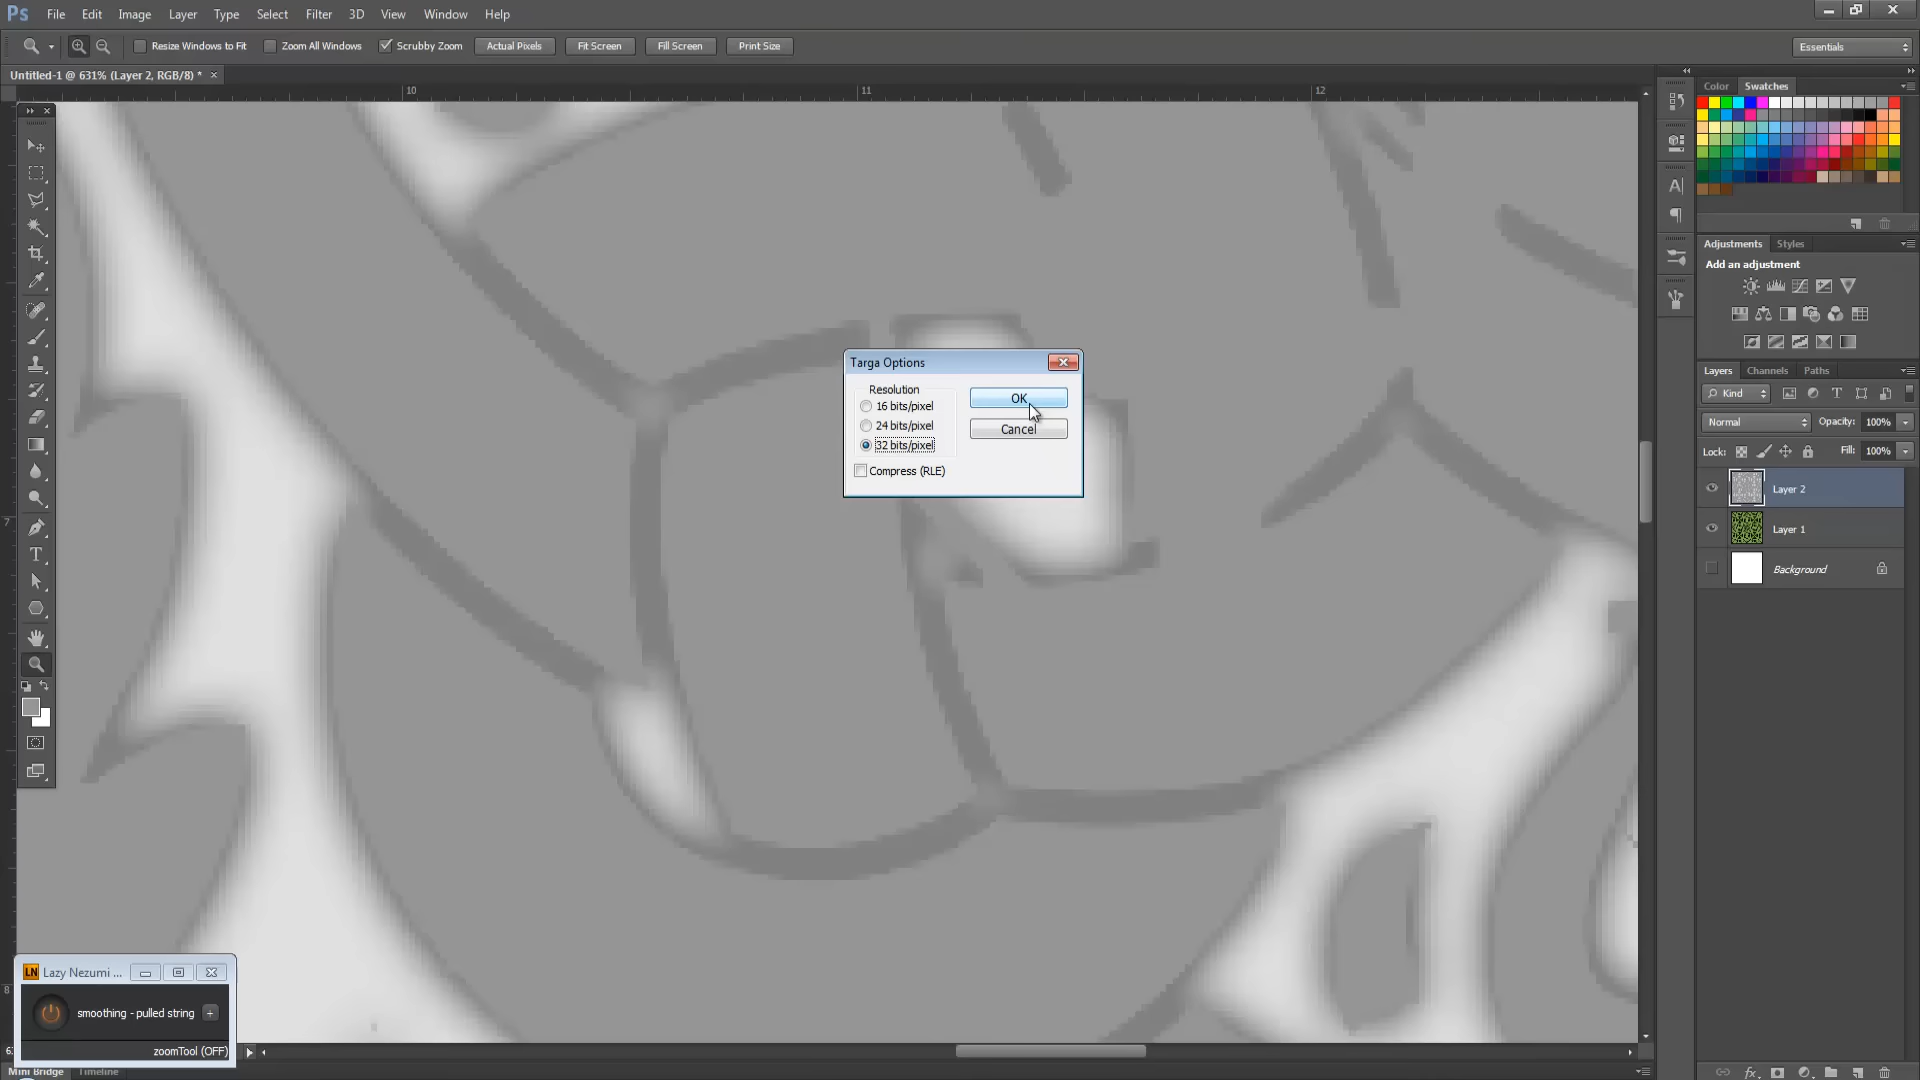 Ps File Edit Image Layer Type Select Filter 3D View Window Help
Resize Windows to Fit Zoom All Windows Scrubby Zoom Actual Pixels Fit Screen Fill Screen Print Size Essentials
Untitled-1 @ 631% (Layer 2, RGB/8) *
10 11 12
Color Swatches
Adjustments Styles
Add an adjustment
Targa Options
Resolution
16 bits/pixel
24 bits/pixel
32 bits/pixel
Compress (RLE)
OK
Cancel
Layers Channels Paths
Kind
Normal Opacity: 100%
Lock: Fill: 100%
Layer 2
Layer 1
Background
7
8
LN Lazy Nezumi ...
smoothing - pulled string +
zoomTool (OFF)
Mini Bridge Timeline